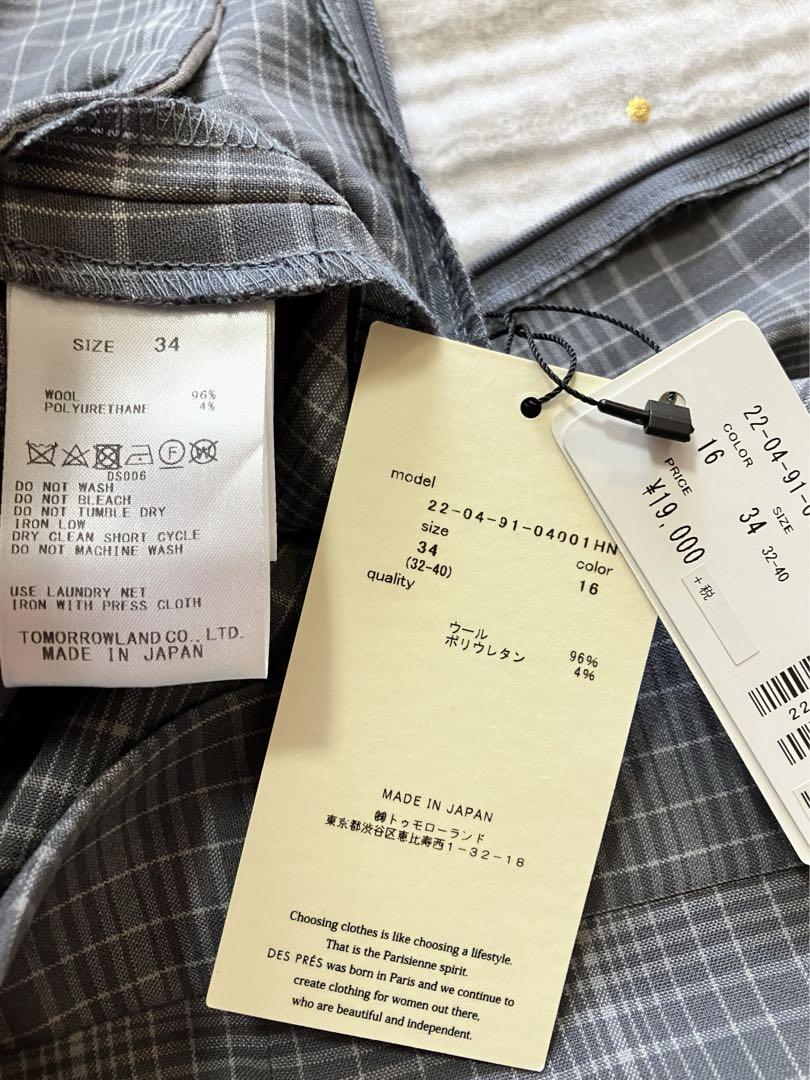 SIZE 34
WOOL 96%
POLYURETHANE 4%
DS006
DO NOT WASH
DO NOT BLEACH
DO NOT TUMBLE DRY
IRON LOW
DRY CLEAN SHORT CYCLE
DO NOT MACHINE WASH
USE LAUNDRY NET
IRON WITH PRESS CLOTH
TOMORROWLAND CO., LTD.
MADE IN JAPAN
model
22-04-91-04001HN
size
34
(32-40)
color
16
quality
ウール 96%
ポリウレタン 4%
MADE IN JAPAN
㈱トゥモローランド
東京都渋谷区恵比寿西1-32-18
Choosing clothes is like choosing a lifestyle.
That is the Parisienne spirit.
DES PRÉS was born in Paris and we continue to
create clothing for women out there,
who are beautiful and independent.
22-04-91-0
COLOR SIZE
16 34 32-40
PRICE
¥19,000
+税
22